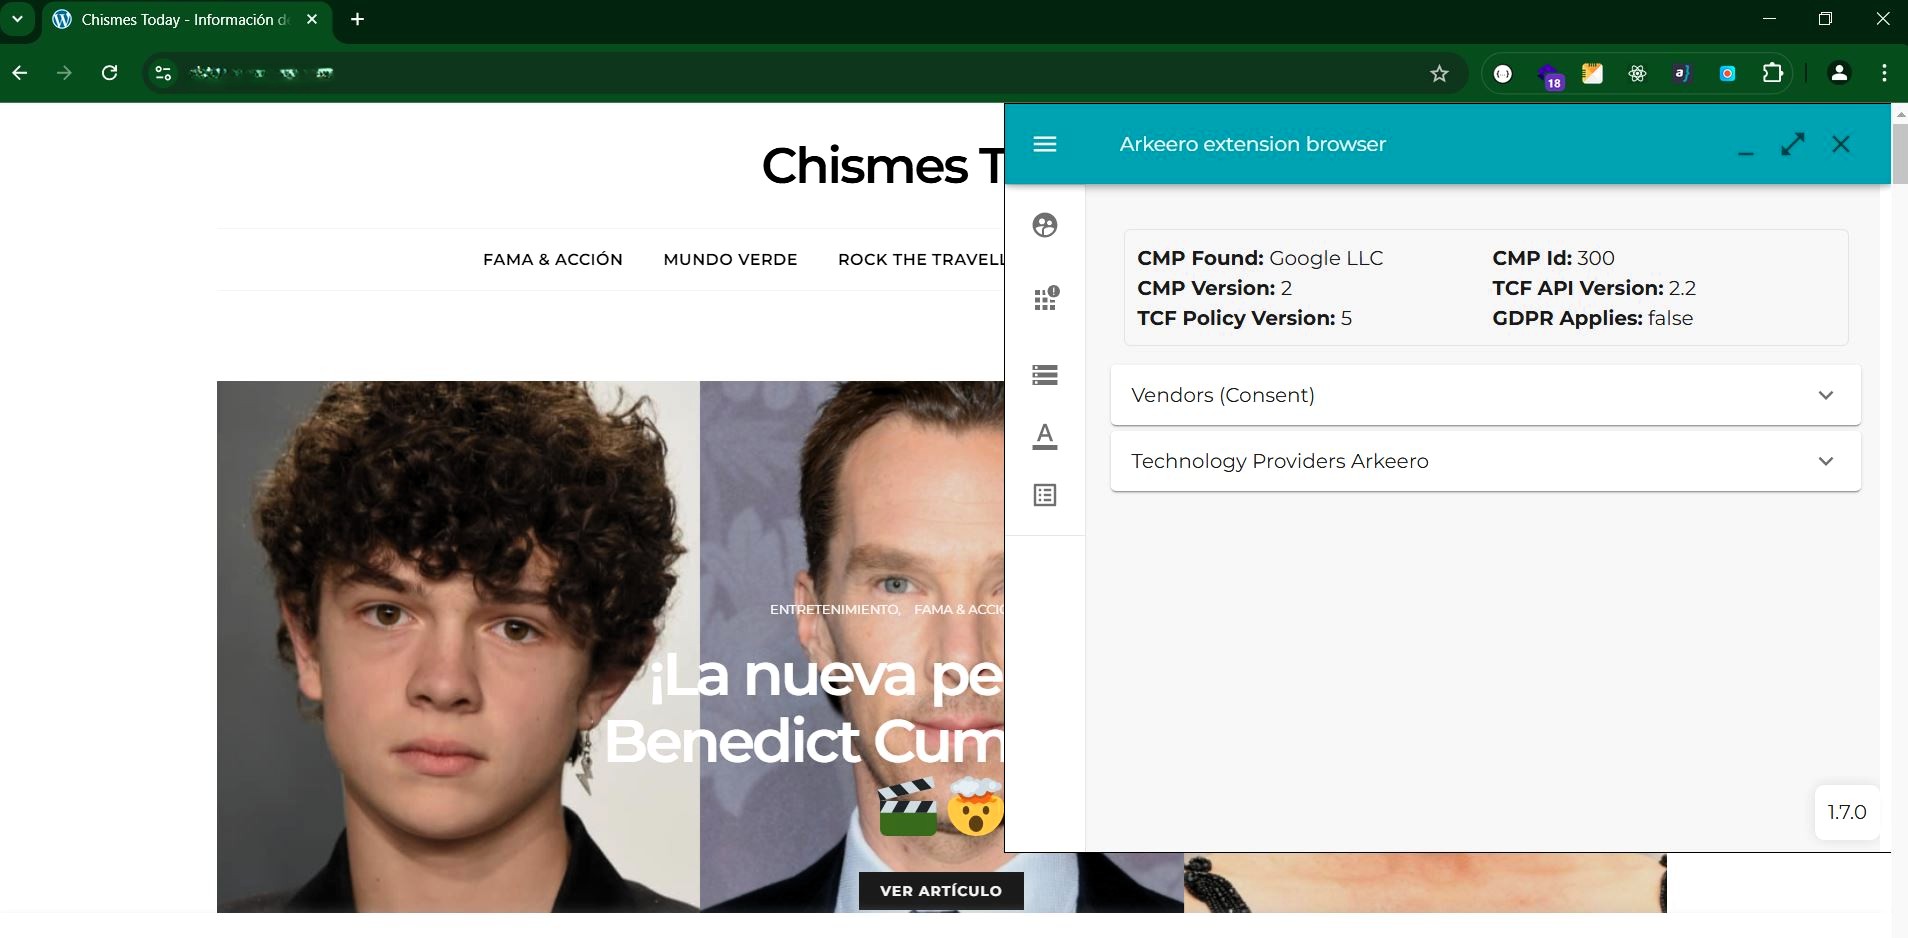 Chismes Today - Información d
18
Chismes T
FAMA & ACCIÓN MUNDO VERDE ROCK THE TRAVELL
ENTRETENIMIENTO, FAMA & ACCIÓ
¡La nueva pe
Benedict Cum
VER ARTÍCULO
Arkeero extension browser
CMP Found: Google LLC CMP Id: 300
CMP Version: 2 TCF API Version: 2.2
TCF Policy Version: 5 GDPR Applies: false
Vendors (Consent)
Technology Providers Arkeero
1.7.0